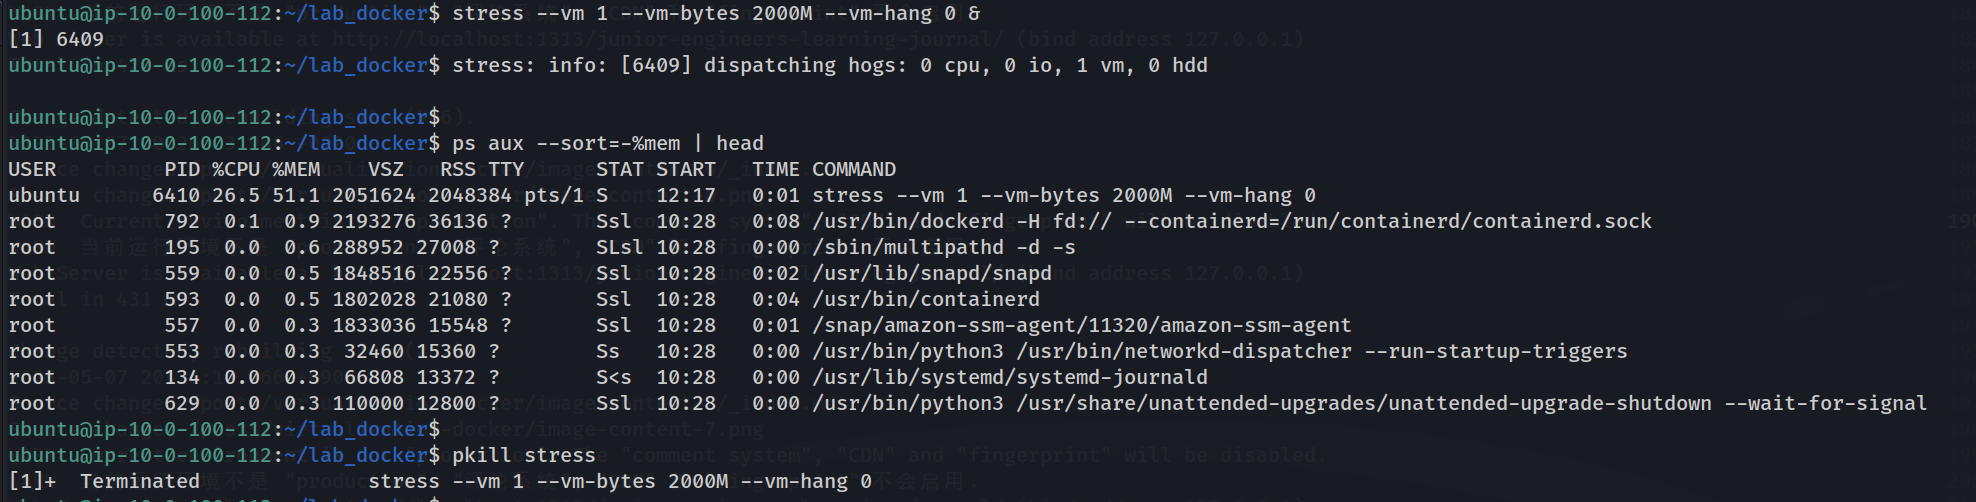 ubuntu@ip-10-0-100-112:~/lab_docker$ stress --vm 1 --vm-bytes 2000M --vm-hang 0 &
[1] 6409
ubuntu@ip-10-0-100-112:~/lab_docker$ stress: info: [6409] dispatching hogs: 0 cpu, 0 io, 1 vm, 0 hdd
ubuntu@ip-10-0-100-112:~/lab_docker$
ubuntu@ip-10-0-100-112:~/lab_docker$ ps aux --sort=-%mem | head
USER         PID %CPU %MEM    VSZ   RSS TTY      STAT START   TIME COMMAND
ubuntu      6410 26.5 51.1 2051624 2048384 pts/1 S    12:17   0:01 stress --vm 1 --vm-bytes 2000M --vm-hang 0
root         792  0.1  0.9 2193276 36136 ?       Ssl  10:28   0:08 /usr/bin/dockerd -H fd:// --containerd=/run/containerd/containerd.sock
root         195  0.0  0.6 288952 27008 ?        SLsl 10:28   0:00 /sbin/multipathd -d -s
root         559  0.0  0.5 1848516 22556 ?       Ssl  10:28   0:02 /usr/lib/snapd/snapd
root         593  0.0  0.5 1802028 21080 ?       Ssl  10:28   0:04 /usr/bin/containerd
root         557  0.0  0.3 1833036 15548 ?       Ssl  10:28   0:01 /snap/amazon-ssm-agent/11320/amazon-ssm-agent
root         553  0.0  0.3  32460 15360 ?        Ss   10:28   0:00 /usr/bin/python3 /usr/bin/networkd-dispatcher --run-startup-triggers
root         134  0.0  0.3  66808 13372 ?        S<s  10:28   0:00 /usr/lib/systemd/systemd-journald
root         629  0.0  0.3 110000 12800 ?        Ssl  10:28   0:00 /usr/bin/python3 /usr/share/unattended-upgrades/unattended-upgrade-shutdown --wait-for-signal
ubuntu@ip-10-0-100-112:~/lab_docker$
ubuntu@ip-10-0-100-112:~/lab_docker$ pkill stress
[1]+  Terminated              stress --vm 1 --vm-bytes 2000M --vm-hang 0